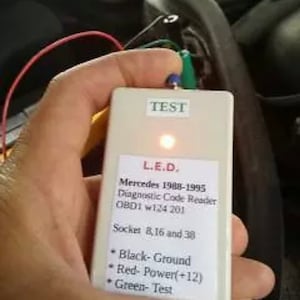 TEST
L.E.D.
Mercedes 1988-1995
Diagnostic Code Reader
OBD1 w124 201
Socket 8,16 and 38
* Black- Ground
* Red- Power(+12)
* Green- Test